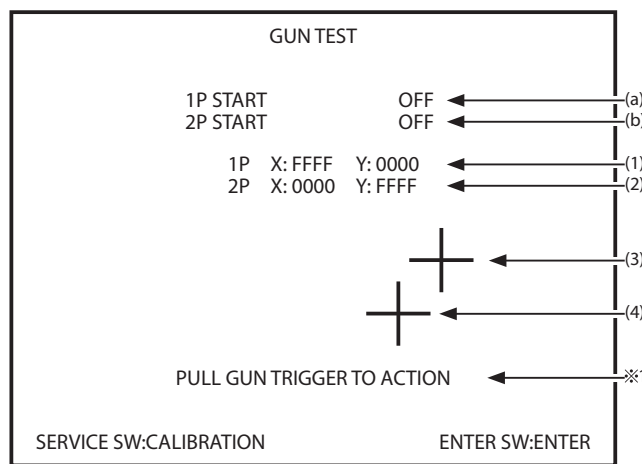 GUN TEST
1P START OFF (a)
2P START OFF (b)
1P X: FFFF Y: 0000 (1)
2P X: 0000 Y: FFFF (2)
(3)
(4)
PULL GUN TRIGGER TO ACTION ※1
SERVICE SW:CALIBRATION ENTER SW:ENTER